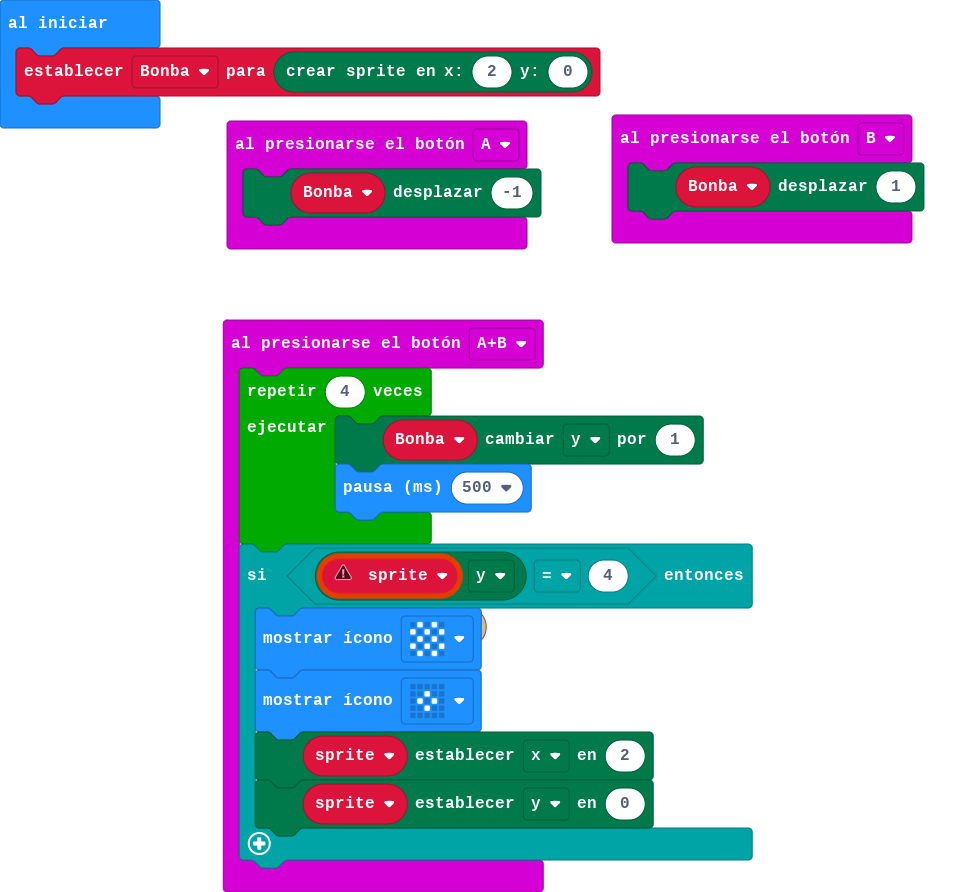 al iniciar
establecer Bonba para crear sprite en x: 2 y: 0
al presionarse el botón A
Bonba desplazar -1
al presionarse el botón B
Bonba desplazar 1
al presionarse el botón A+B
repetir 4 veces
ejecutar
Bonba cambiar y por 1
pausa (ms) 500
si sprite y = 4 entonces
mostrar ícono
mostrar ícono
sprite establecer x en 2
sprite establecer y en 0